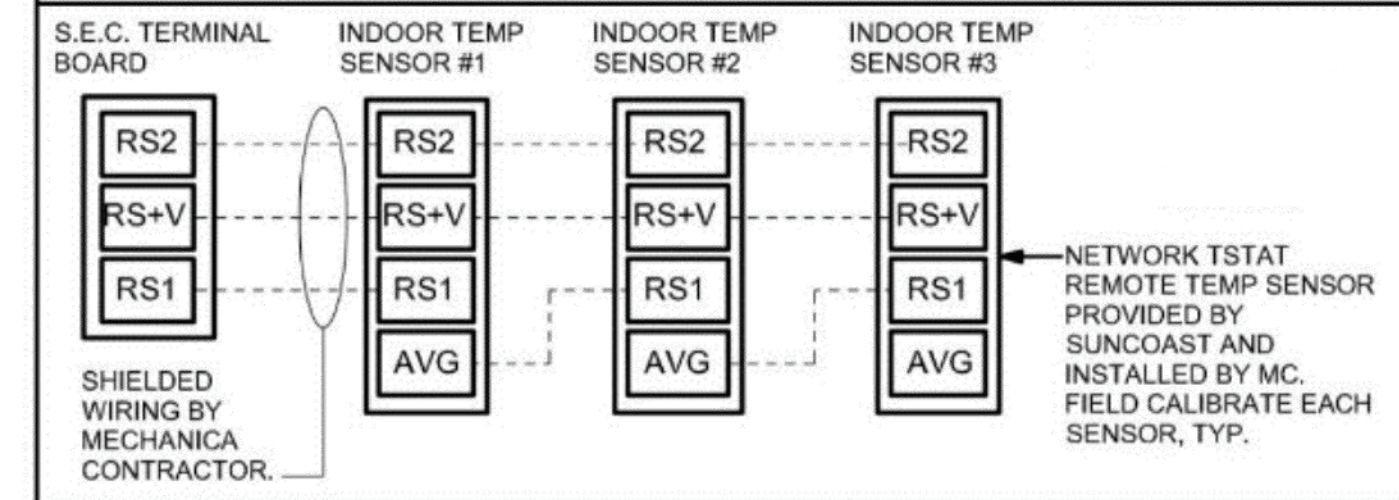 S.E.C. TERMINAL
BOARD
INDOOR TEMP
SENSOR #1
INDOOR TEMP
SENSOR #2
INDOOR TEMP
SENSOR #3
RS2
RS+V
RS1
RS2
RS+V
RS1
AVG
RS2
RS+V
RS1
AVG
RS2
RS+V
RS1
AVG
SHIELDED
WIRING BY
MECHANICA
CONTRACTOR.
NETWORK TSTAT
REMOTE TEMP SENSOR
PROVIDED BY
SUNCOAST AND
INSTALLED BY MC.
FIELD CALIBRATE EACH
SENSOR, TYP.